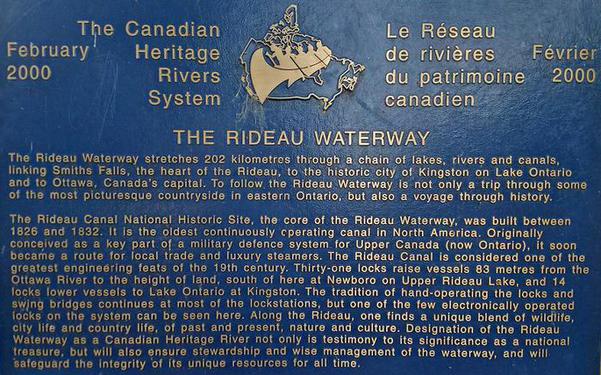 The Canadian
Heritage
Rivers
System
February
2000
Le Réseau
de rivières
du patrimoine
canadien
Février
2000
THE RIDEAU WATERWAY
The Rideau Waterway stretches 202 kilometres through a chain of lakes, rivers and canals,
linking Smiths Falls, the heart of the Rideau, to the historic city of Kingston on Lake Ontario
and to Ottawa, Canada's capital. To follow the Rideau Waterway is not only a trip through some
of the most picturesque countryside in eastern Ontario, but also a voyage through history.
The Rideau Canal National Historic Site, the core of the Rideau Waterway, was built between
1826 and 1832. It is the oldest continuously operating canal in North America. Originally
conceived as a key part of a military defence system for Upper Canada (now Ontario), it soon
became a route for local trade and luxury steamers. The Rideau Canal is considered one of the
greatest engineering feats of the 19th century. Thirty-one locks raise vessels 83 metres from the
Ottawa River to the height of land, south of here at Newboro on Upper Rideau Lake, and 14
locks lower vessels to Lake Ontario at Kingston. The tradition of hand-operating the locks and
swing bridges continues at most of the lockstations, but one of the few electronically operated
locks on the system can be seen here. Along the Rideau, one finds a unique blend of wildlife,
city life and country life, of past and present, nature and culture. Designation of the Rideau
Waterway as a Canadian Heritage River not only is testimony to its significance as a national
treasure, but will also ensure stewardship and wise management of the waterway, and will
safeguard the integrity of its unique resources for all time.